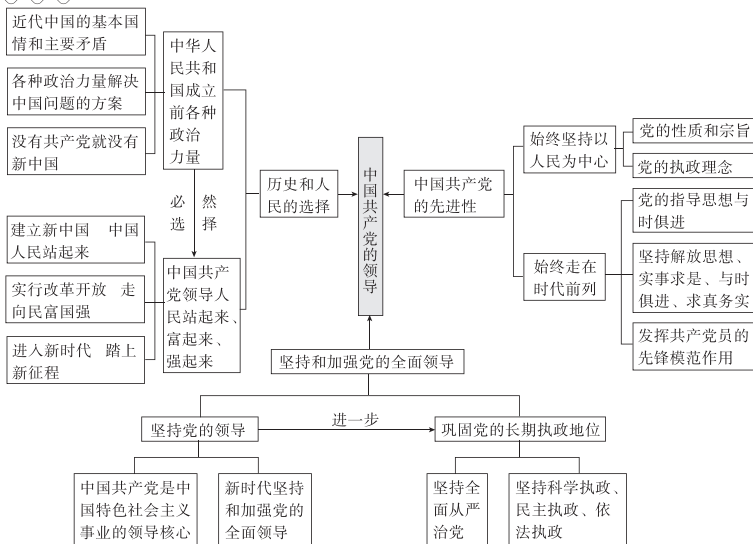 近代中国的基本国
情和主要矛盾
各种政治力量解决
中国问题的方案
没有共产党就没有
新中国
中华人
民共和
国成立
前各种
政治
力量
必 然
选 择
建立新中国 中国
人民站起来
实行改革开放 走
向民富国强
进入新时代 踏上
新征程
中国共产
党领导人
民站起来、
富起来、
强起来
历史和人
民的选择
中国共产党的领导
中国共产党
的先进性
始终坚持以
人民为中心
党的性质和宗旨
党的执政理念
始终走在
时代前列
党的指导思想与
时俱进
坚持解放思想、
实事求是、与时
俱进、求真务实
发挥共产党员的
先锋模范作用
坚持和加强党的全面领导
坚持党的领导
进一步
巩固党的长期执政地位
中国共产党是中
国特色社会主义
事业的领导核心
新时代坚持
和加强党的
全面领导
坚持全
面从严
治党
坚持科学执政、
民主执政、依
法执政